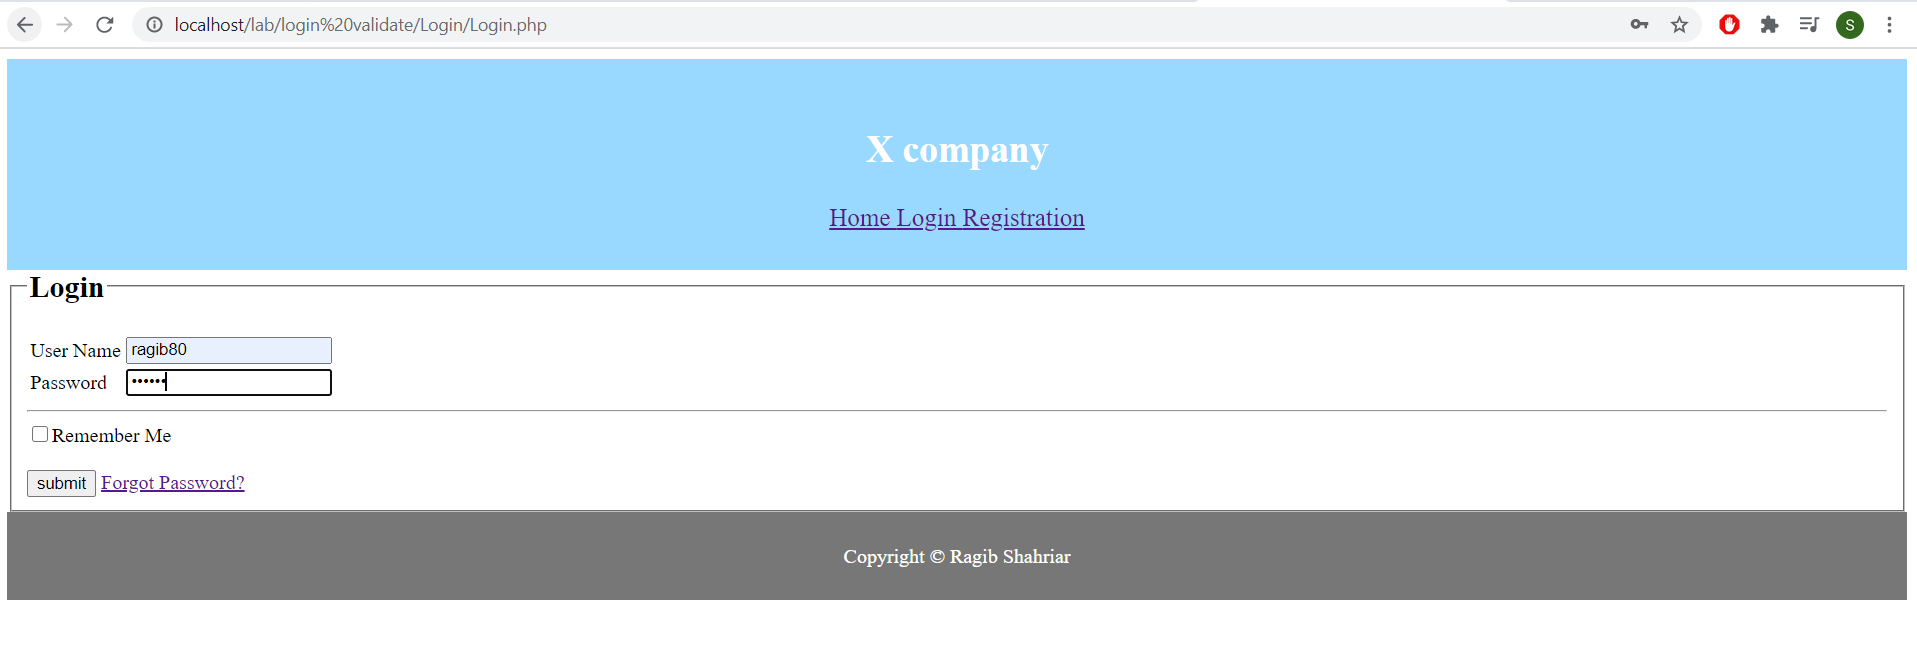 localhost/lab/login%20validate/Login/Login.php
S
X company
Home Login Registration
Login
User Name ragib80
Password ••••••
Remember Me
submit Forgot Password?
Copyright © Ragib Shahriar